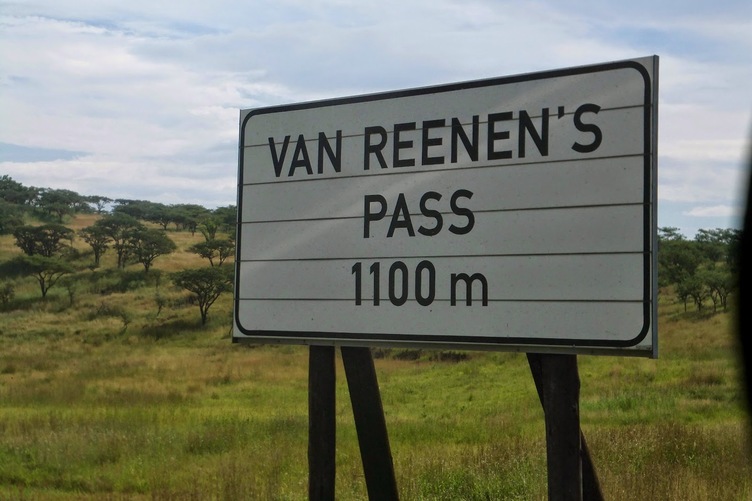 VAN REENEN'S
PASS
1100 m